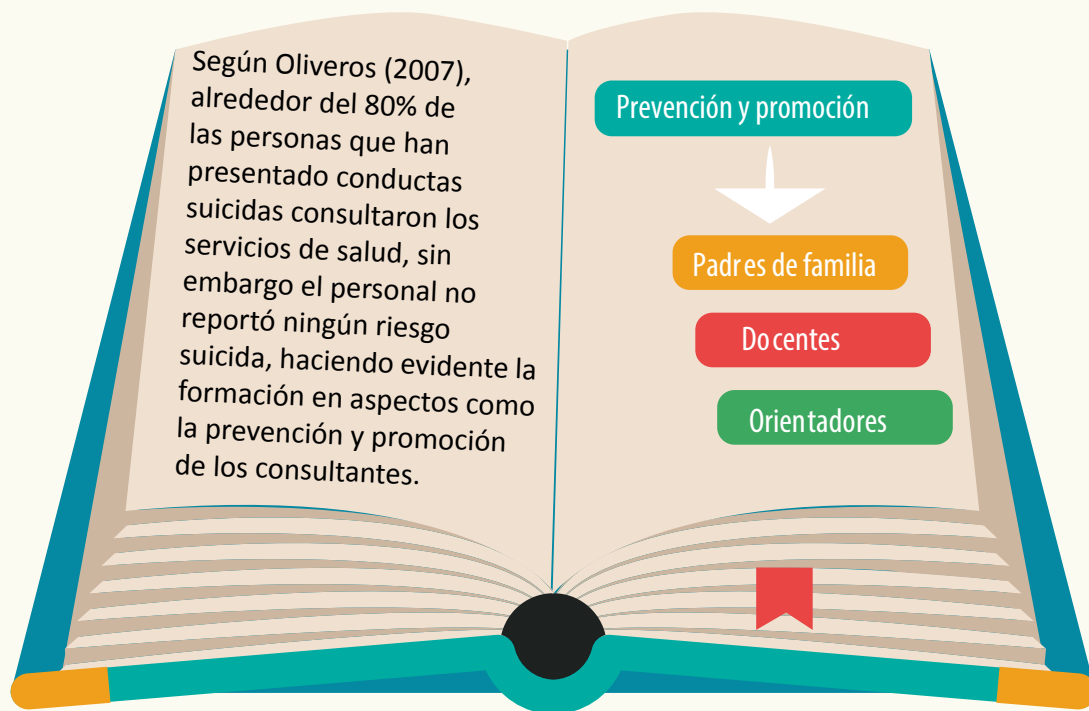 Según Oliveros (2007),
alrededor del 80% de
las personas que han
presentado conductas
suicidas consultaron los
servicios de salud, sin
embargo el personal no
reportó ningún riesgo
suicida, haciendo evidente la
formación en aspectos como
la prevención y promoción
de los consultantes.
Prevención y promoción
Padres de familia
Docentes
Orientadores